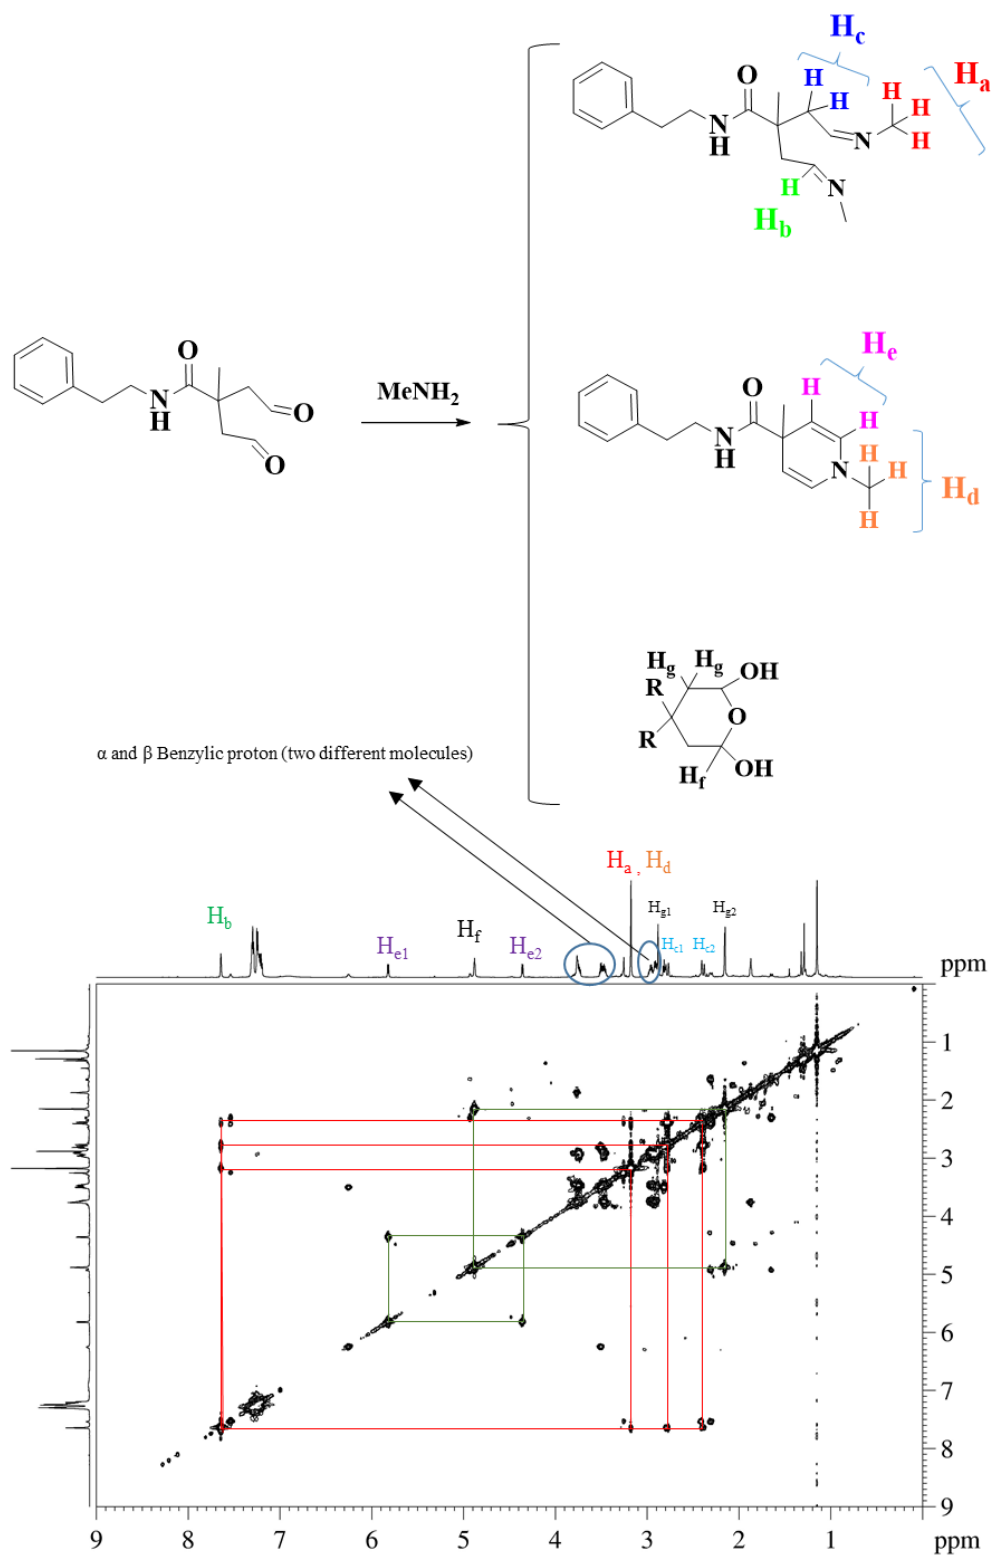 Hc
H
H
Ha
H
H
H
O
N
H
N
H
N
Hb
He
H
H
O
N
H
N
H
H
H
Hd
O
N
H
O
O
MeNH2
Hg
Hg
OH
R
R
O
Hf
OH
α and β Benzylic proton (two different molecules)
Ha , Hd
Hb
He1
Hf
He2
Hg1
Hc1
Hc2
Hg2
ppm
1
2
3
4
5
6
7
8
9
9 8 7 6 5 4 3 2 1 ppm